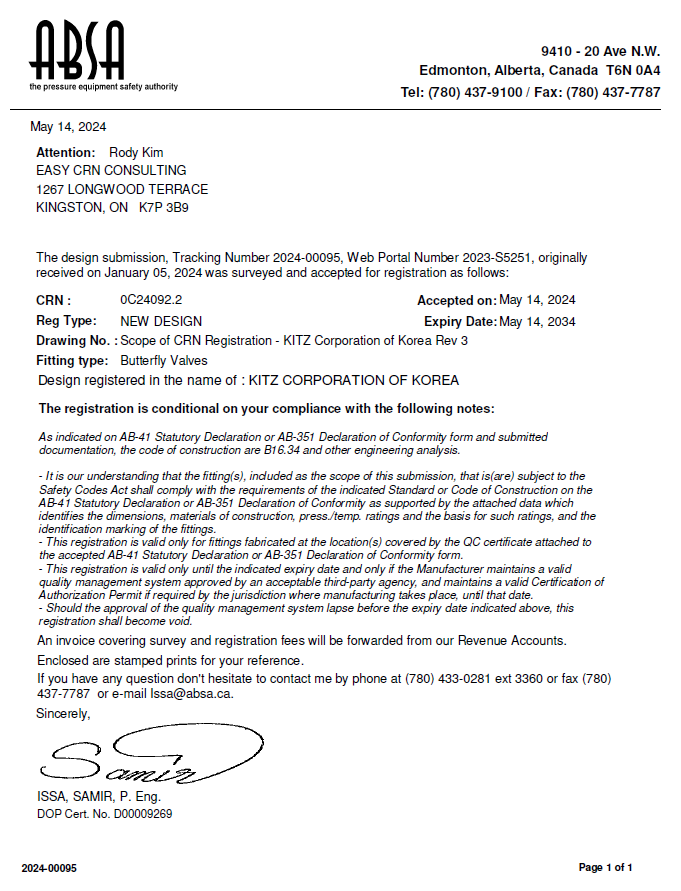 ABSA
the pressure equipment safety authority
9410 - 20 Ave N.W.
Edmonton, Alberta, Canada T6N 0A4
Tel: (780) 437-9100 / Fax: (780) 437-7787
May 14, 2024
Attention: Rody Kim
EASY CRN CONSULTING
1267 LONGWOOD TERRACE
KINGSTON, ON K7P 3B9
The design submission, Tracking Number 2024-00095, Web Portal Number 2023-S5251, originally
received on January 05, 2024 was surveyed and accepted for registration as follows:
CRN : 0C24092.2 Accepted on: May 14, 2024
Reg Type: NEW DESIGN Expiry Date: May 14, 2034
Drawing No. : Scope of CRN Registration - KITZ Corporation of Korea Rev 3
Fitting type: Butterfly Valves
Design registered in the name of : KITZ CORPORATION OF KOREA
The registration is conditional on your compliance with the following notes:
As indicated on AB-41 Statutory Declaration or AB-351 Declaration of Conformity form and submitted
documentation, the code of construction are B16.34 and other engineering analysis.
- It is our understanding that the fitting(s), included as the scope of this submission, that is(are) subject to the
Safety Codes Act shall comply with the requirements of the indicated Standard or Code of Construction on the
AB-41 Statutory Declaration or AB-351 Declaration of Conformity as supported by the attached data which
identifies the dimensions, materials of construction, press./temp. ratings and the basis for such ratings, and the
identification marking of the fittings.
- This registration is valid only for fittings fabricated at the location(s) covered by the QC certificate attached to
the accepted AB-41 Statutory Declaration or AB-351 Declaration of Conformity form.
- This registration is valid only until the indicated expiry date and only if the Manufacturer maintains a valid
quality management system approved by an acceptable third-party agency, and maintains a valid Certification of
Authorization Permit if required by the jurisdiction where manufacturing takes place, until that date.
- Should the approval of the quality management system lapse before the expiry date indicated above, this
registration shall become void.
An invoice covering survey and registration fees will be forwarded from our Revenue Accounts.
Enclosed are stamped prints for your reference.
If you have any question don't hesitate to contact me by phone at (780) 433-0281 ext 3360 or fax (780)
437-7787 or e-mail Issa@absa.ca.
Sincerely,
Samir
ISSA, SAMIR, P. Eng.
DOP Cert. No. D00009269
2024-00095
Page 1 of 1